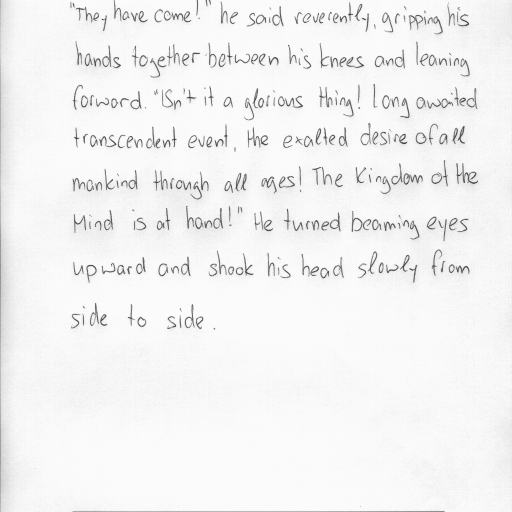 "They have come!" he said reverently, gripping his
hands together between his knees and leaning
forward. "Isn't it a glorious thing! Long awaited
transcendent event, the exalted desire of all
mankind through all ages! The Kingdom of the
Mind is at hand!" He turned beaming eyes
upward and shook his head slowly from
side to side.